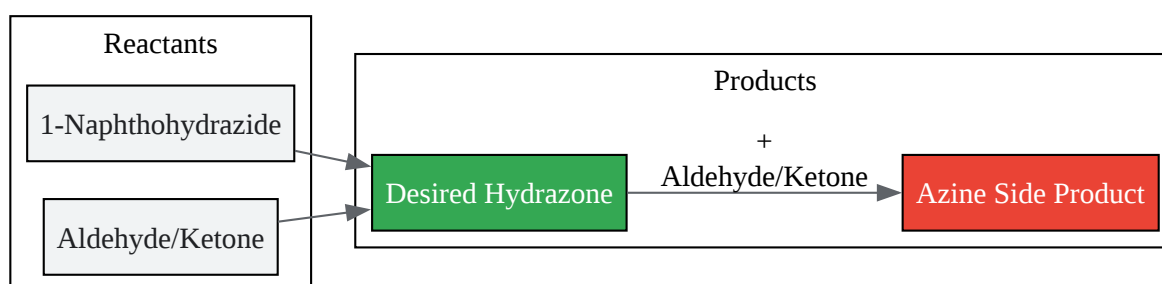 Reactants
1-Naphthohydrazide
Aldehyde/Ketone
Products
Desired Hydrazone
+
Aldehyde/Ketone
Azine Side Product